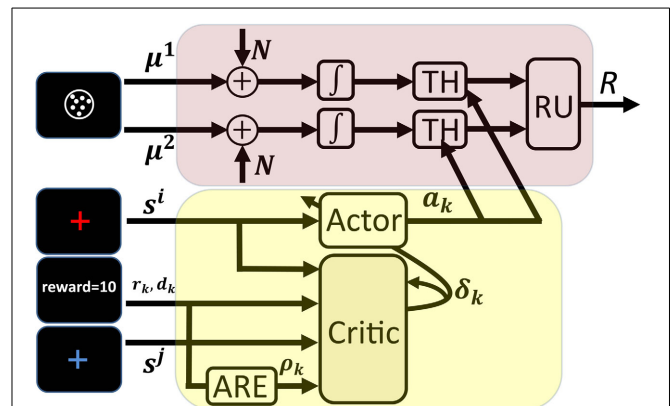 μ¹
N
∫
TH
μ²
N
∫
TH
RU
R
sⁱ
Actor
aₖ
reward=10
rₖ, dₖ
Critic
δₖ
sʲ
ARE
ρₖ